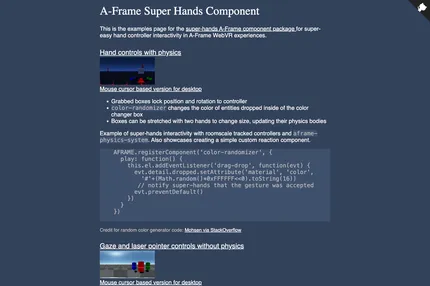 A-Frame Super Hands Component
This is the examples page for the super-hands A-Frame component package for super-
easy hand controller interactivity in A-Frame WebVR experiences.
Hand controls with physics
Mouse cursor based version for desktop
• Grabbed boxes lock position and rotation to controller
• color-randomizer changes the color of entities dropped inside of the color
changer box
• Boxes can be stretched with two hands to change size, updating their physics bodies
Example of super-hands interactivity with roomscale tracked controllers and aframe-
physics-system. Also showcases creating a simple custom reaction component.
AFRAME.registerComponent('color-randomizer', {
play: function() {
this.el.addEventListener('drag-drop', function(evt) {
evt.detail.dropped.setAttribute('material', 'color',
'#'+(Math.random()*0xFFFFFF<<0).toString(16))
// notify super-hands that the gesture was accepted
evt.preventDefault()
})
}
})
Credit for random color generator code: Mohsen via StackOverflow
Gaze and laser pointer controls without physics
Mouse cursor based version for desktop